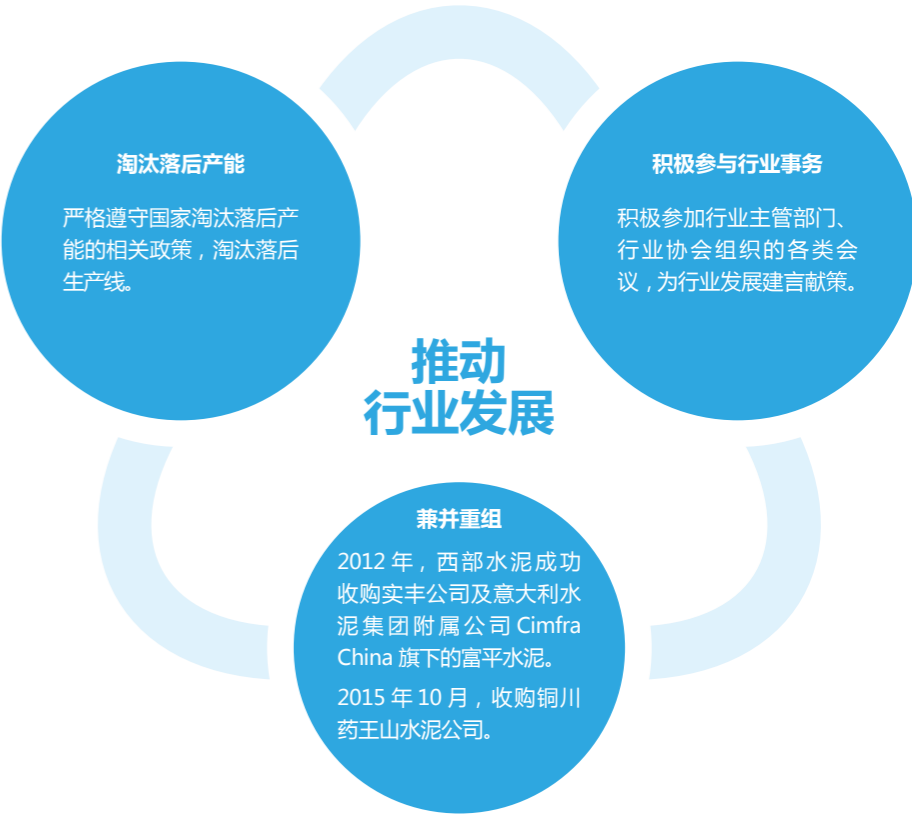 淘汰落后产能
严格遵守国家淘汰落后产
能的相关政策，淘汰落后
生产线。
积极参与行业事务
积极参加行业主管部门、
行业协会组织的各类会
议，为行业发展建言献策。
推动
行业发展
兼并重组
2012 年，西部水泥成功
收购实丰公司及意大利水
泥集团附属公司 Cimfra
China 旗下的富平水泥。
2015 年 10 月，收购铜川
药王山水泥公司。